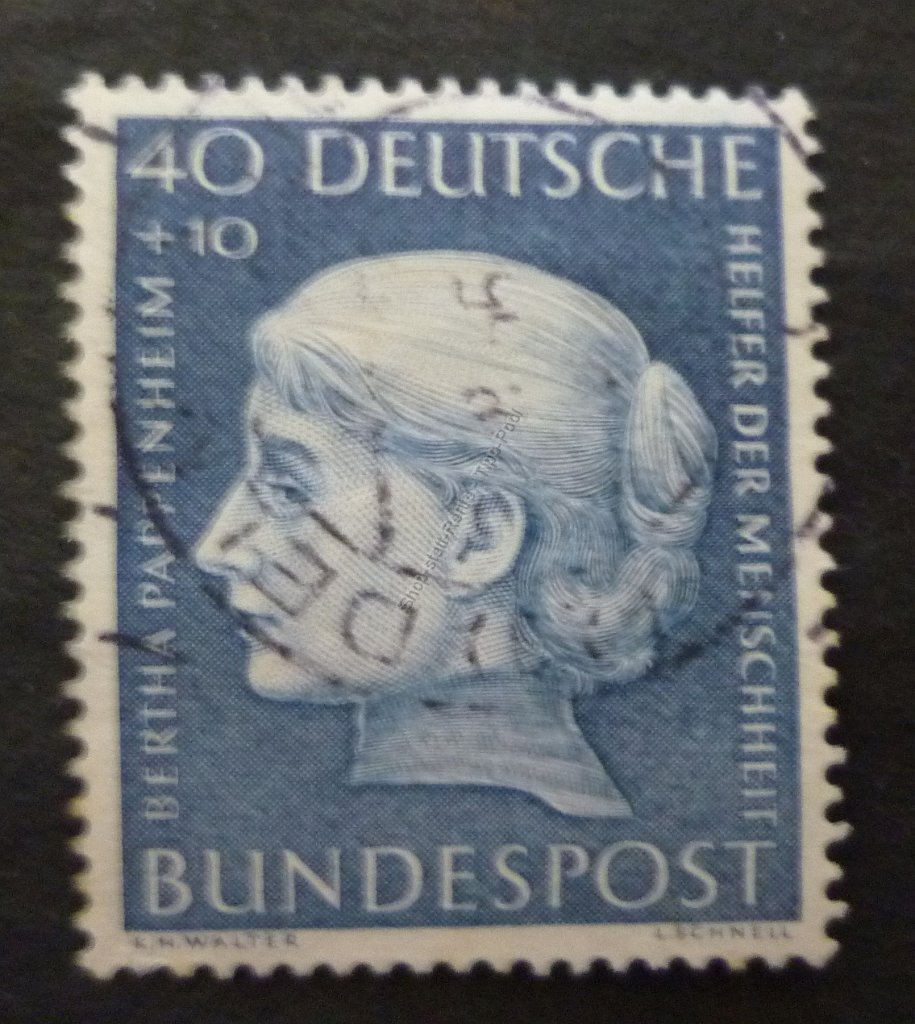 40 DEUTSCHE
+ 10
BERTHA PAPPENHEIM
HELFER DER MENSCHHEIT
BUNDESPOST
K.H.WALTER
L.SCHNELL